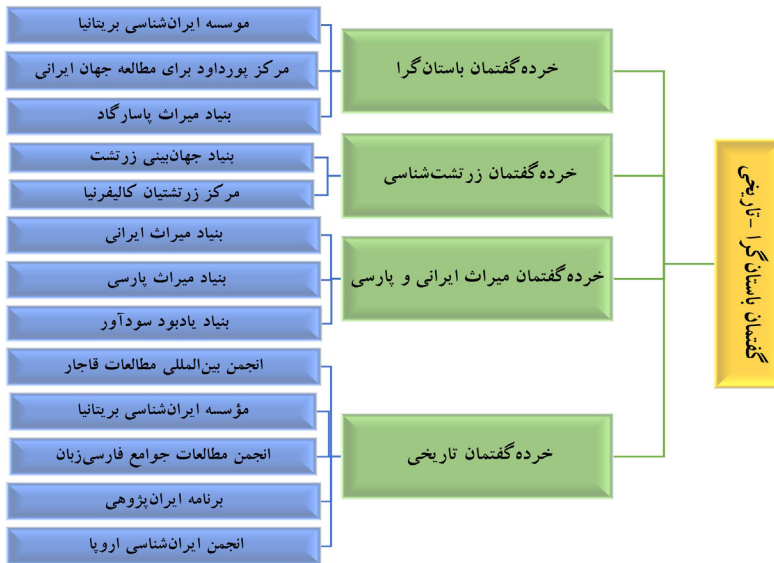 گفتمان باستان‌گرا -تاریخی
خرده‌گفتمان باستان‌گرا
موسسه ایران‌شناسی بریتانیا
مرکز پورداود برای مطالعه جهان ایرانی
بنیاد میراث پاسارگاد
خرده‌گفتمان زرتشت‌شناسی
بنیاد جهان‌بینی زرتشت
مرکز زرتشتیان کالیفرنیا
خرده‌گفتمان میراث ایرانی و پارسی
بنیاد میراث ایرانی
بنیاد میراث پارسی
بنیاد یادبود سودآور
خرده‌گفتمان تاریخی
انجمن بین‌المللی مطالعات قاجار
مؤسسه ایران‌شناسی بریتانیا
انجمن مطالعات جوامع فارسی‌زبان
برنامه ایران‌پژوهی
انجمن ایران‌شناسی اروپا